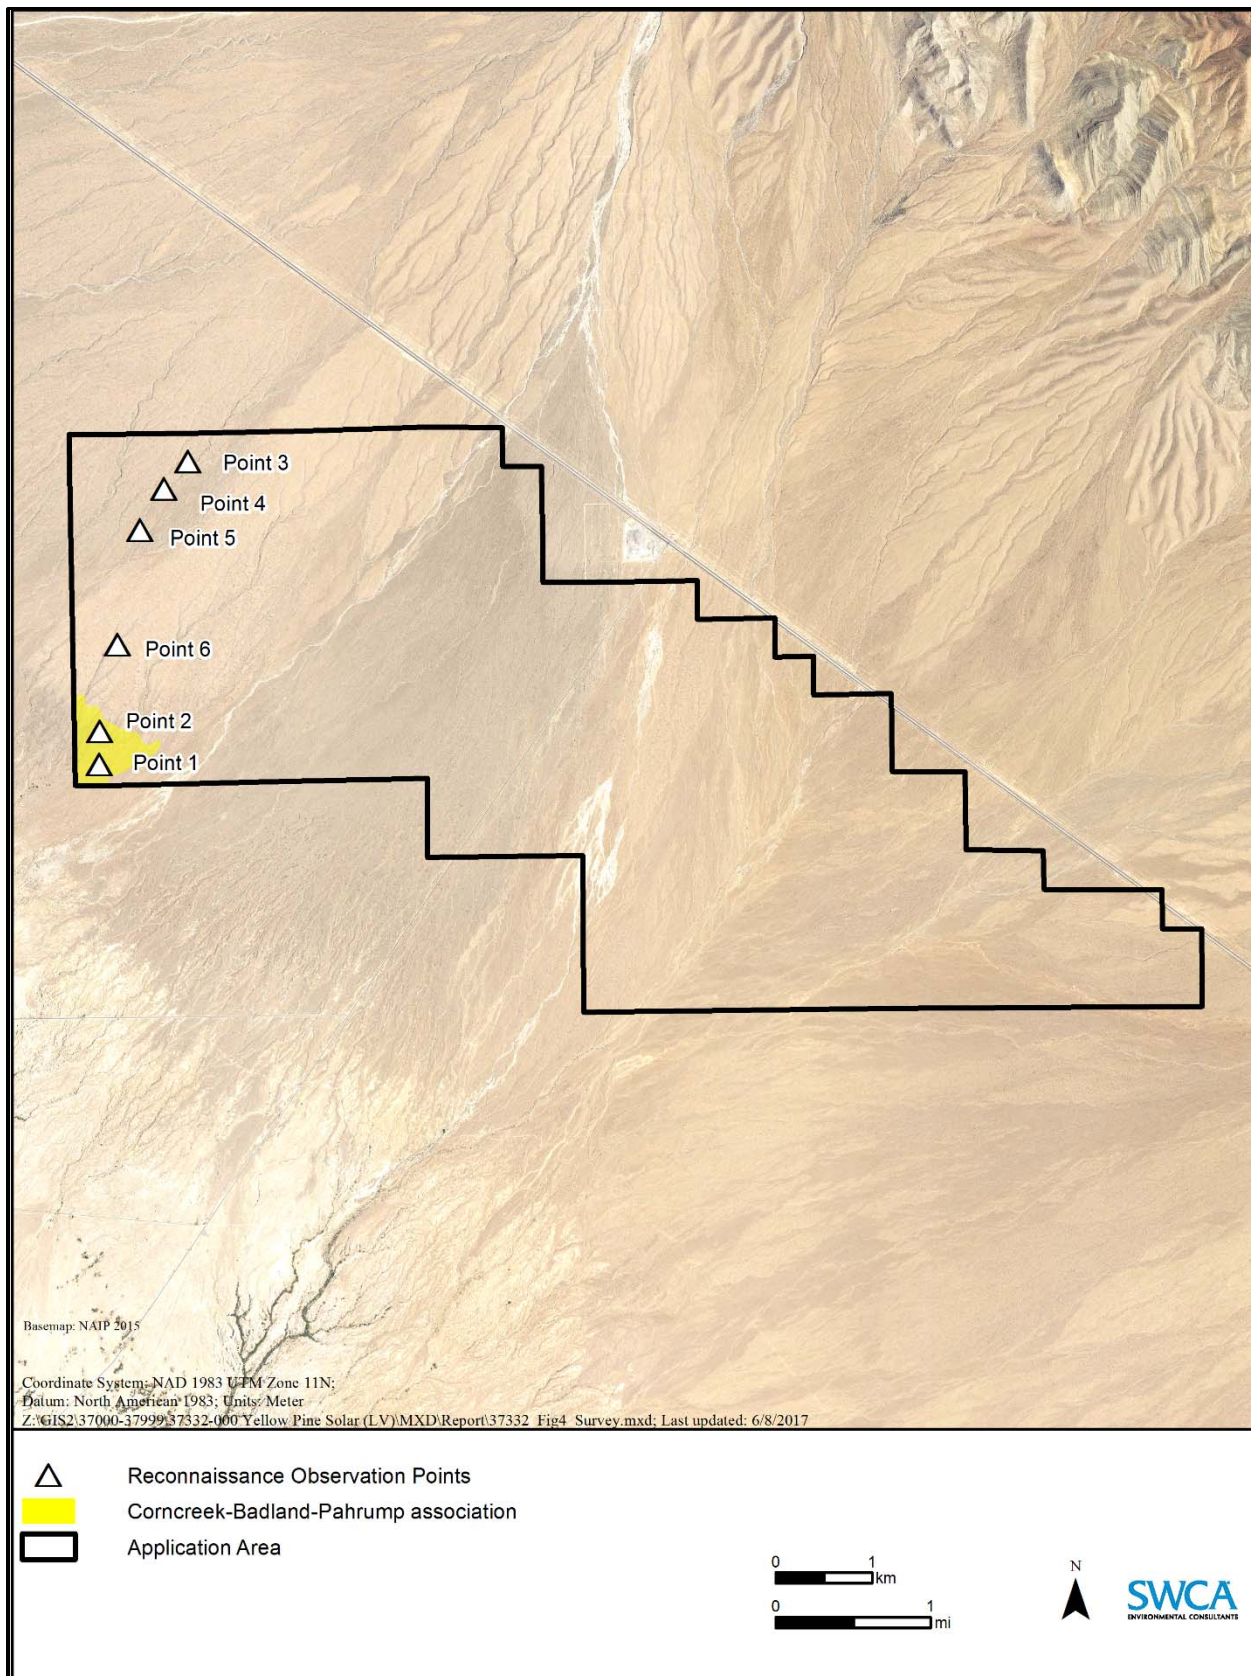 Point 3
Point 4
Point 5
Point 6
Point 2
Point 1
Basemap: NAIP 2015
Coordinate System: NAD 1983 UTM Zone 11N;
Datum: North American 1983; Units: Meter
Z:\GIS2\37000-37999\37332-000 Yellow Pine Solar (LV)\MXD\Report\37332_Fig4_Survey.mxd; Last updated: 6/8/2017
Reconnaissance Observation Points
Corncreek-Badland-Pahrump association
Application Area
0 1
km
0 1
mi
N
SWCA
ENVIRONMENTAL CONSULTANTS